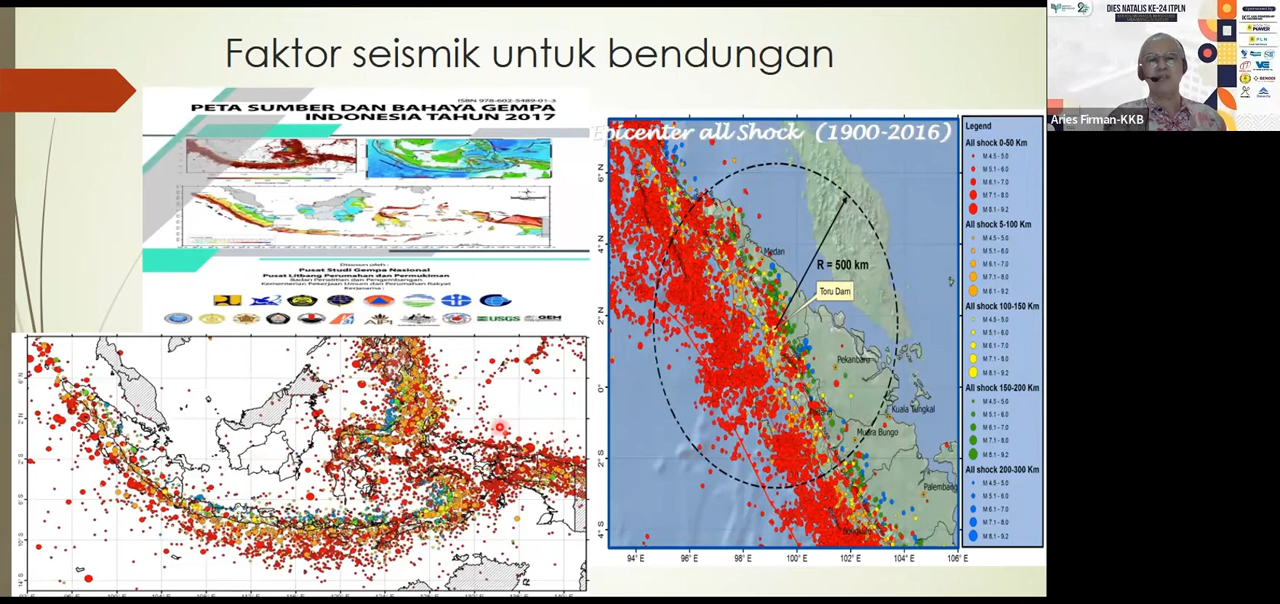 Faktor seismik untuk bendungan
ISBN 978-602-5489-01-3
PETA SUMBER DAN BAHAYA GEMPA
INDONESIA TAHUN 2017
Disusun oleh :
Pusat Studi Gempa Nasional
Pusat Litbang Perumahan dan Permukiman
Badan Penelitian dan Pengembangan
Kementerian Pekerjaan Umum dan Perumahan Rakyat
Kerjasama :
USGS
GEM
Epicenter all Shock (1900-2016)
R = 500 km
Toru Dam
Medan
Pekanbaru
Kuala Tungkal
Muara Bungo
Palembang
6° N
4° N
2° N
0°
2° S
4° S
94° E
96° E
98° E
100° E
102° E
104° E
106° E
Legend
All shock 0-50 Km
M 4.5 - 5.0
M 5.1 - 6.0
M 6.1 - 7.0
M 7.1 - 8.0
M 8.1 - 9.2
All shock 5-100 Km
M 4.5 - 5.0
M 5.1 - 6.0
M 6.1 - 7.0
M 7.1 - 8.0
M 8.1 - 9.2
All shock 100-150 Km
M 4.5 - 5.0
M 5.1 - 6.0
M 6.1 - 7.0
M 7.1 - 8.0
M 8.1 - 9.2
All shock 150-200 Km
M 4.5 - 5.0
M 5.1 - 6.0
M 6.1 - 7.0
M 7.1 - 8.0
M 8.1 - 9.2
All shock 200-300 Km
M 4.5 - 5.0
M 5.1 - 6.0
M 6.1 - 7.0
M 7.1 - 8.0
M 8.1 - 9.2
DIES NATALIS KE-24 ITPLN
POWER
PLN
Aries Firman-KKB